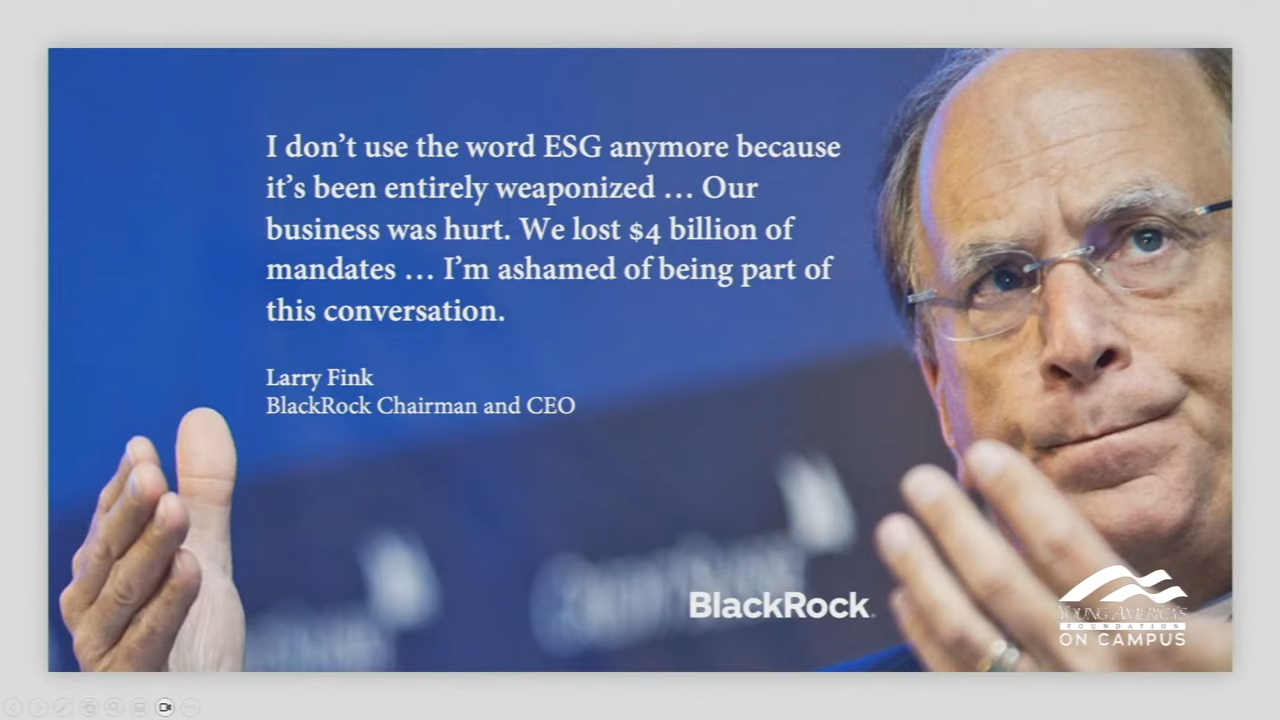 I don’t use the word ESG anymore because
it’s been entirely weaponized … Our
business was hurt. We lost $4 billion of
mandates … I’m ashamed of being part of
this conversation.
Larry Fink
BlackRock Chairman and CEO
BlackRock.
YOUNG AMERICA'S
FOUNDATION
ON CAMPUS